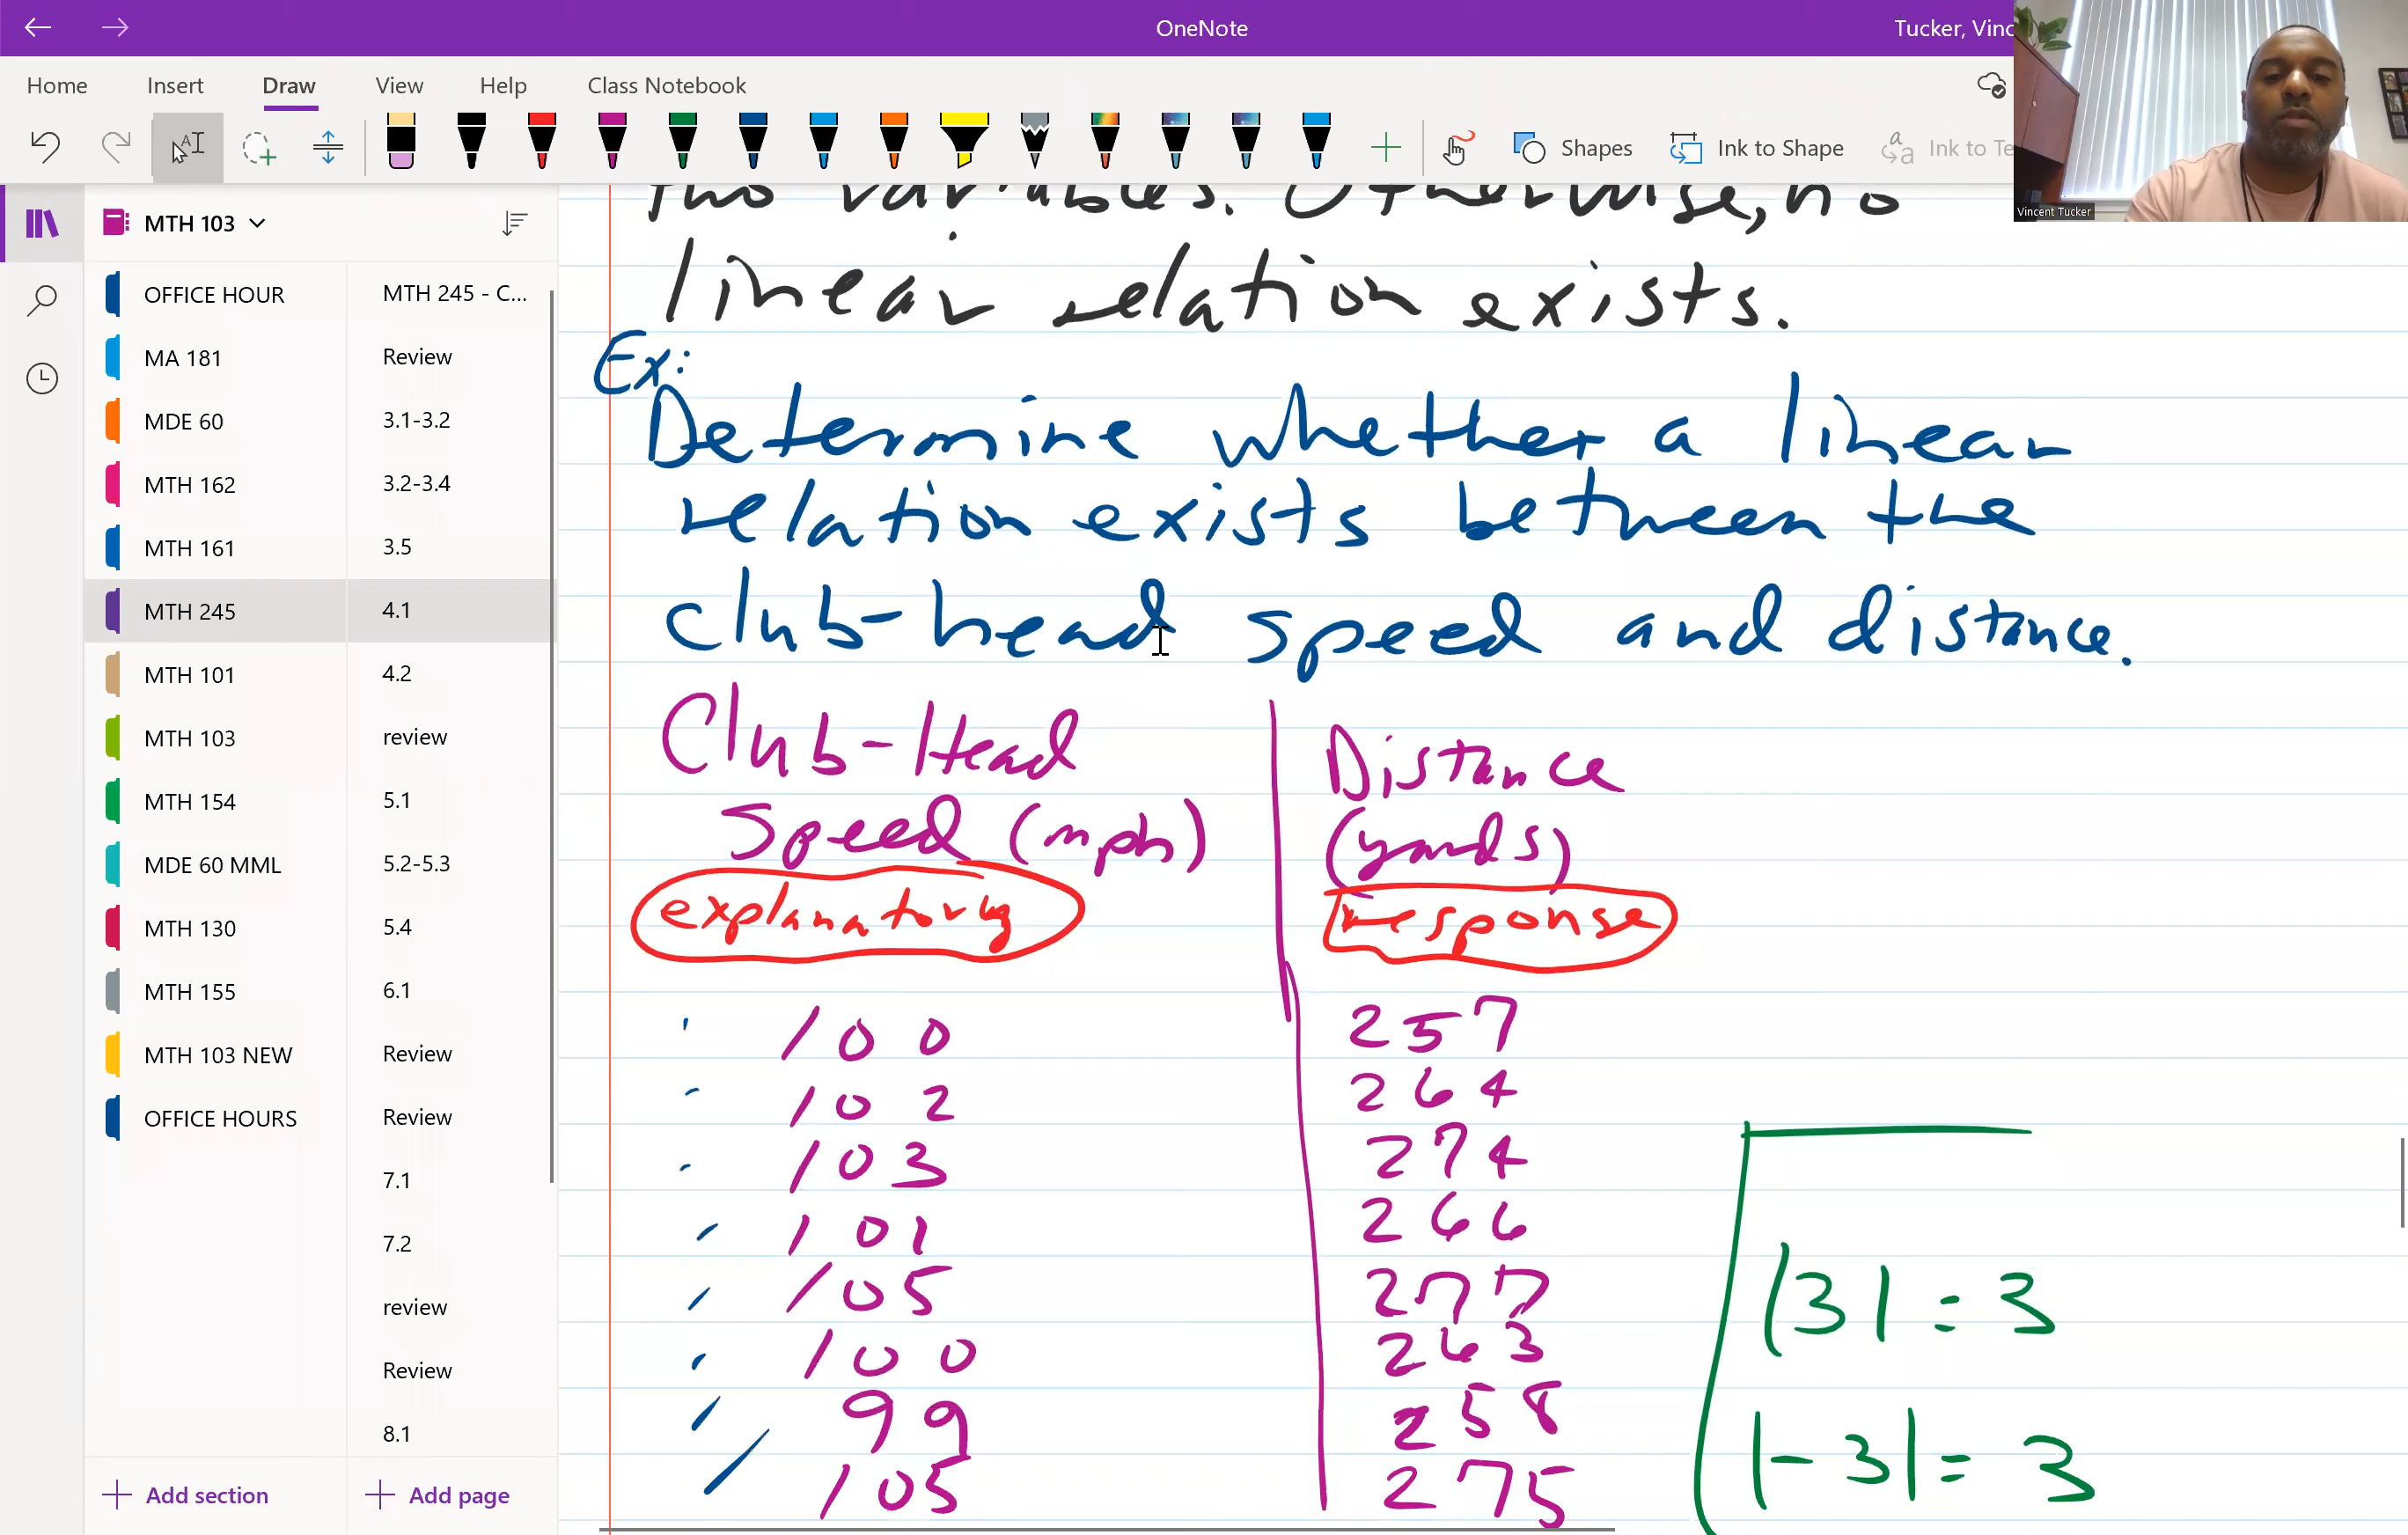 OneNote
Tucker, Vinc
Home Insert Draw View Help Class Notebook
Shapes Ink to Shape Ink to Te
Vincent Tucker
MTH 103
OFFICE HOUR
MA 181
MDE 60
MTH 162
MTH 161
MTH 245
MTH 101
MTH 103
MTH 154
MDE 60 MML
MTH 130
MTH 155
MTH 103 NEW
OFFICE HOURS
Add section
MTH 245 - C...
Review
3.1-3.2
3.2-3.4
3.5
4.1
4.2
review
5.1
5.2-5.3
5.4
6.1
Review
Review
7.1
7.2
review
Review
8.1
Add page
two variables. Otherwise, no
linear relation exists.
Ex:
Determine whether a linear
relation exists between the
club-head speed and distance.
Club-Head Distance
Speed (mph) (yards)
explanatory response
100 257
102 264
103 274
101 266
105 277
100 263
99 258
105 275
|3| = 3
|-3| = 3